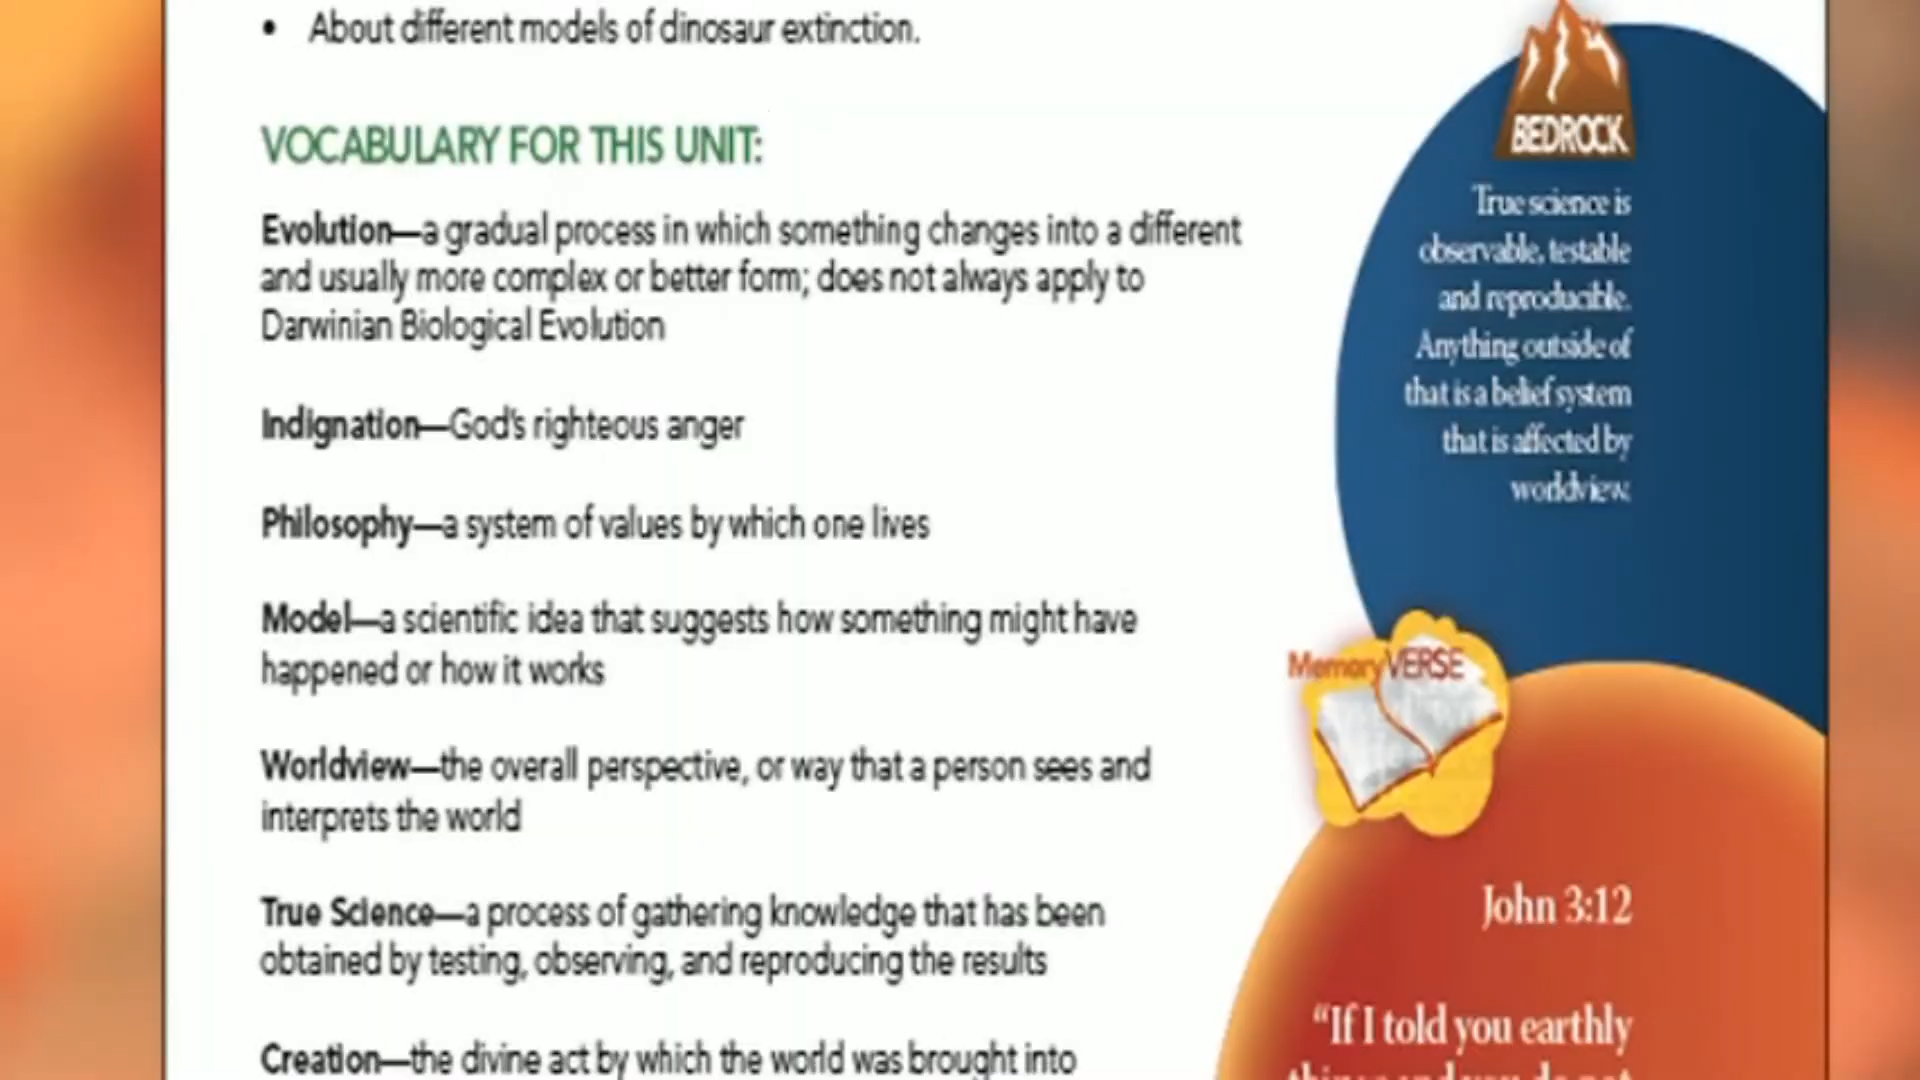 • About different models of dinosaur extinction.
VOCABULARY FOR THIS UNIT:
Evolution—a gradual process in which something changes into a different
and usually more complex or better form; does not always apply to
Darwinian Biological Evolution
Indignation—God's righteous anger
Philosophy—a system of values by which one lives
Model—a scientific idea that suggests how something might have
happened or how it works
Worldview—the overall perspective, or way that a person sees and
interprets the world
True Science—a process of gathering knowledge that has been
obtained by testing, observing, and reproducing the results
Creation—the divine act by which the world was brought into
BEDROCK
True science is
observable, testable
and reproducible.
Anything outside of
that is a belief system
that is affected by
worldview.
Memory VERSE
John 3:12
“If I told you earthly
things and you do not